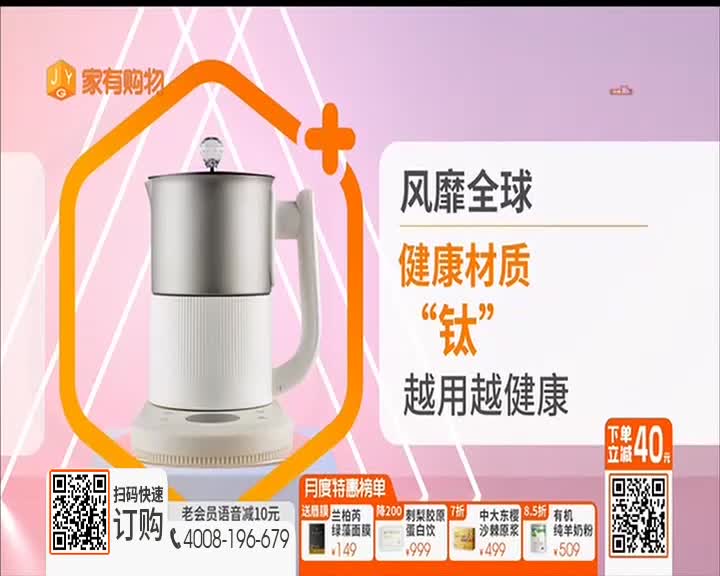 JYG 家有购物
风靡全球
健康材质
“钛”
越用越健康
下单
立减40元
扫码快速
订购
老会员语音减10元
4008-196-679
月度特惠榜单
送唇膜
兰柏芮
绿藻面膜
¥149
降200
刺梨胶原
蛋白饮
¥999
7折
中大东樱
沙棘原浆
¥499
8.5折
有机
纯羊奶粉
¥509